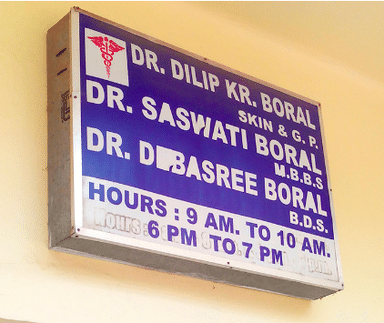 DR. DILIP KR. BORAL
SKIN & G. P.
DR. SASWATI BORAL
M.B.B.S
DR. D BASREE BORAL
B.D.S.
HOURS : 9 AM. TO 10 AM.
6 PM TO 7 PM